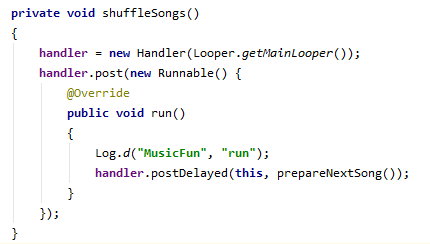 private void shuffleSongs()
{
    handler = new Handler(Looper.getMainLooper());
    handler.post(new Runnable() {
        @Override
        public void run()
        {
            Log.d("MusicFun", "run");
            handler.postDelayed(this, prepareNextSong());
        }
    });
}